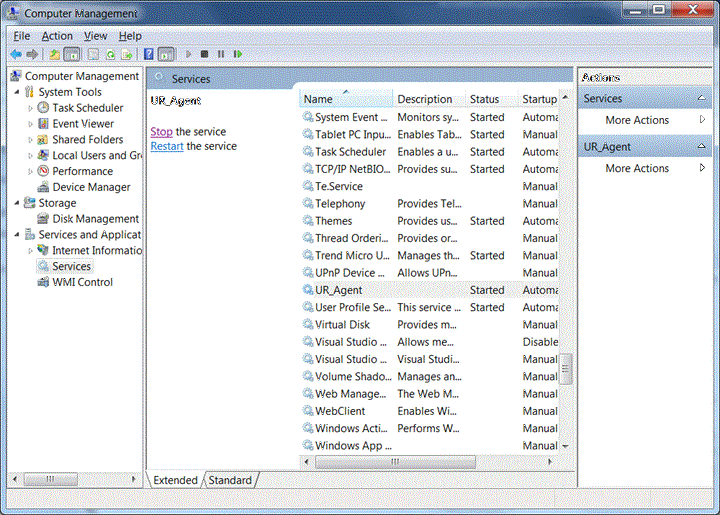 Computer Management
File Action View Help
Computer Management
System Tools
Task Scheduler
Event Viewer
Shared Folders
Local Users and Gr
Performance
Device Manager
Storage
Disk Management
Services and Applicat
Internet Informatio
Services
WMI Control
Services
UR_Agent
Stop the service
Restart the service
Name Description Status Startup
System Event ... Monitors sy... Started Automa
Tablet PC Inpu... Enables Tab... Started Automa
Task Scheduler Enables a u... Started Automa
TCP/IP NetBIO... Provides su... Started Automa
Te.Service Manual
Telephony Provides Tel... Manual
Themes Provides us... Started Automa
Thread Orderi... Provides or... Manual
Trend Micro U... Manages th... Started Manual
UPnP Device ... Allows UPn... Manual
UR_Agent Started Automa
User Profile Se... This service ... Started Automa
Virtual Disk Provides m... Manual
Visual Studio ... Allows me... Disable
Visual Studio ... Visual Studi... Manual
Volume Shado... Manages an... Manual
Web Manage... The Web M... Manual
WebClient Enables Wi... Manual
Windows Acti... Performs W... Manual
Windows App ... Manual
Extended Standard
Actions
Services
More Actions
UR_Agent
More Actions